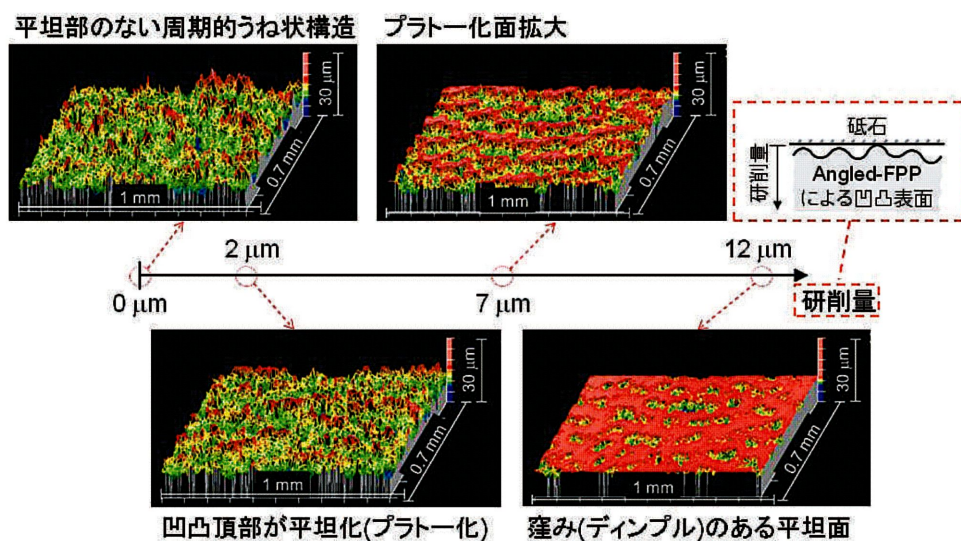 平坦部のない周期的うね状構造
30 μm
0.7 mm
1 mm
プラトー化面拡大
30 μm
0.7 mm
1 mm
砥石
研削量
Angled-FPP
による凹凸表面
0 μm
2 μm
7 μm
12 μm
研削量
30 μm
0.7 mm
1 mm
凹凸頂部が平坦化(プラトー化)
30 μm
0.7 mm
1 mm
窪み(ディンプル)のある平坦面